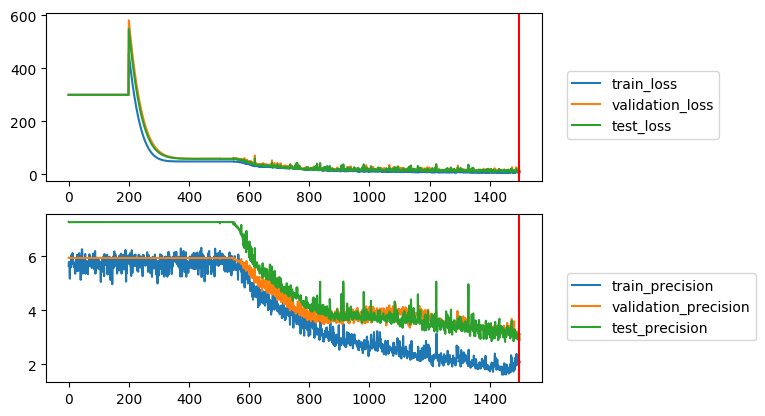 600
400
200
0
0 200 400 600 800 1000 1200 1400
train_loss
validation_loss
test_loss
6
4
2
0 200 400 600 800 1000 1200 1400
train_precision
validation_precision
test_precision